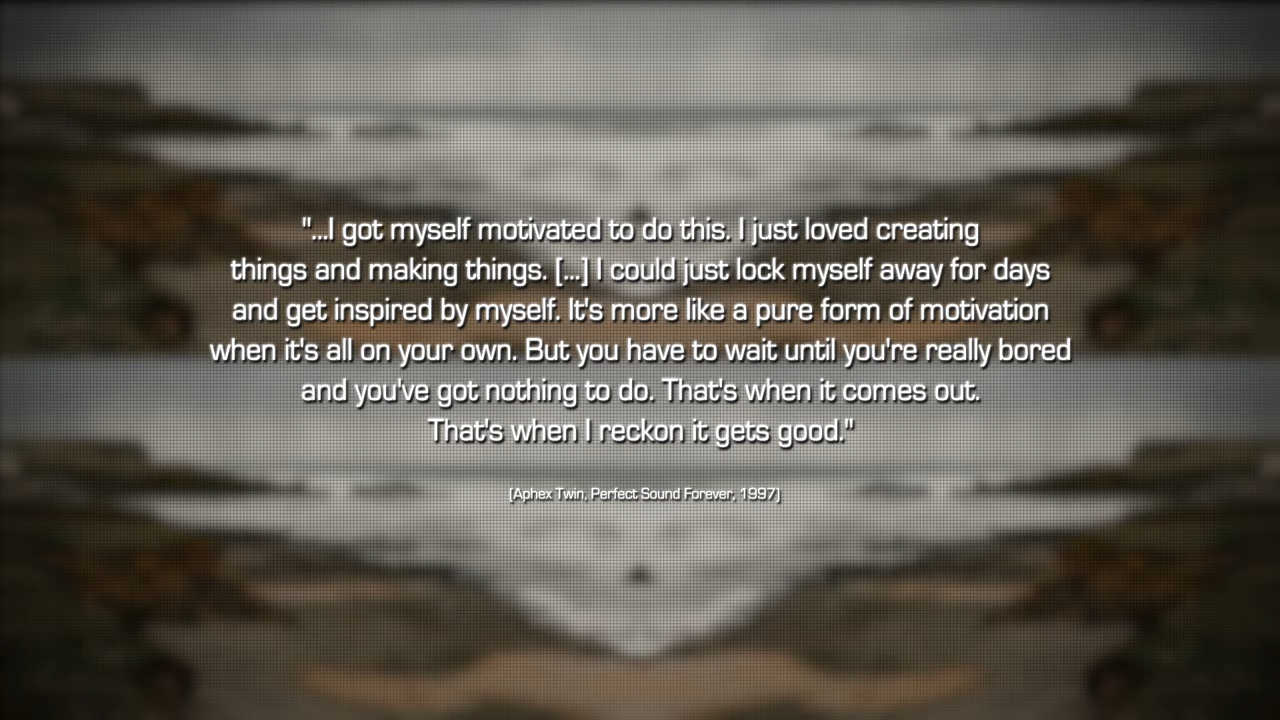 "...I got myself motivated to do this. I just loved creating
things and making things. [...] I could just lock myself away for days
and get inspired by myself. It's more like a pure form of motivation
when it's all on your own. But you have to wait until you're really bored
and you've got nothing to do. That's when it comes out.
That's when I reckon it gets good."
(Aphex Twin, Perfect Sound Forever, 1997)